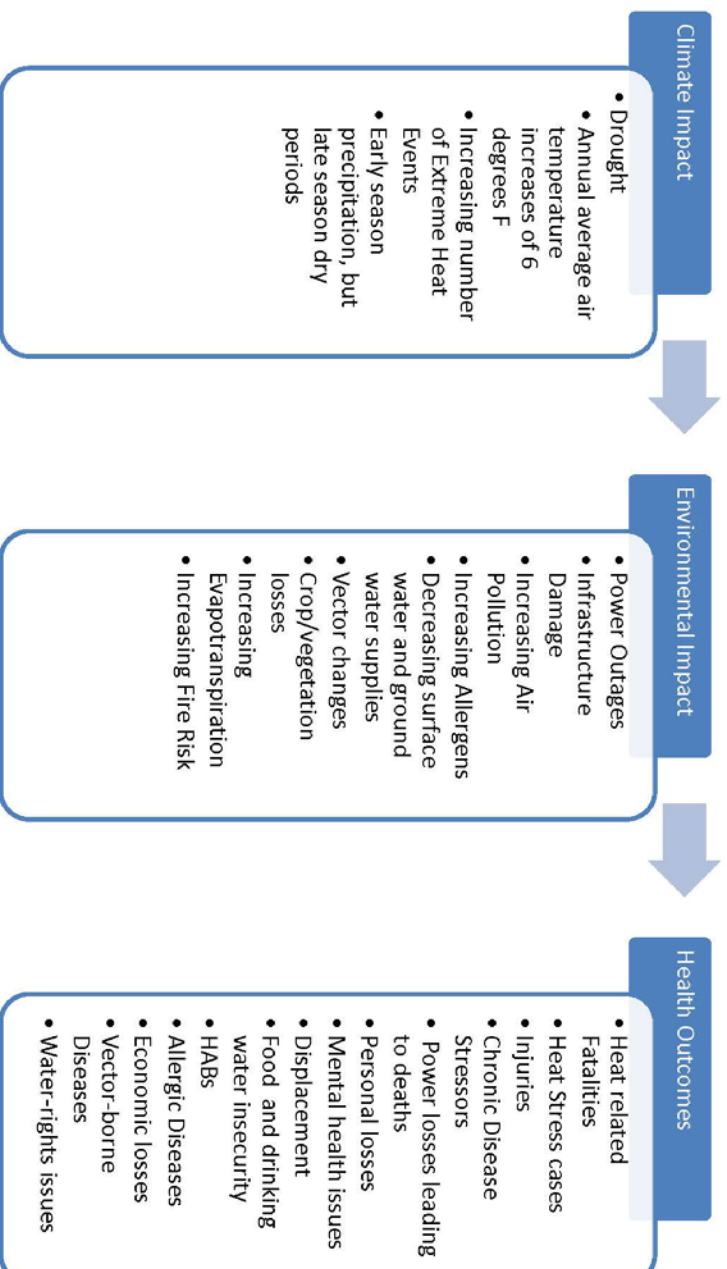 Climate Impact
• Drought
• Annual average air
temperature
increases of 6
degrees F
• Increasing number
of Extreme Heat
Events
• Early season
precipitation, but
late season dry
periods
Environmental Impact
• Power Outages
• Infrastructure
Damage
• Increasing Air
Pollution
• Increasing Allergens
• Decreasing surface
water and ground
water supplies
• Vector changes
• Crop/vegetation
losses
• Increasing
Evapotranspiration
• Increasing Fire Risk
Health Outcomes
• Heat related
Fatalities
• Heat Stress cases
• Injuries
• Chronic Disease
Stressors
• Power losses leading
to deaths
• Personal losses
• Mental health issues
• Displacement
• Food and drinking
water insecurity
• HABs
• Allergic Diseases
• Economic losses
• Vector-borne
Diseases
• Water-rights issues